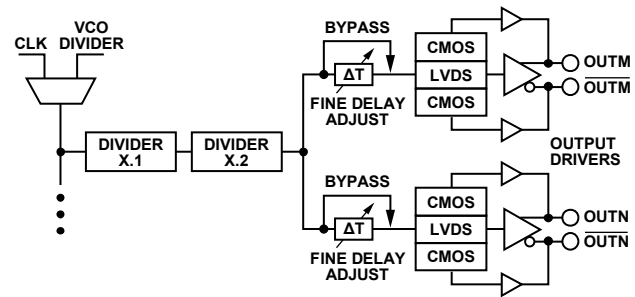 CLK
VCO
DIVIDER
DIVIDER
X.1
DIVIDER
X.2
BYPASS
ΔT
FINE DELAY
ADJUST
CMOS
LVDS
CMOS
OUTM
OUTM
OUTPUT
DRIVERS
BYPASS
ΔT
FINE DELAY
ADJUST
CMOS
LVDS
CMOS
OUTN
OUTN